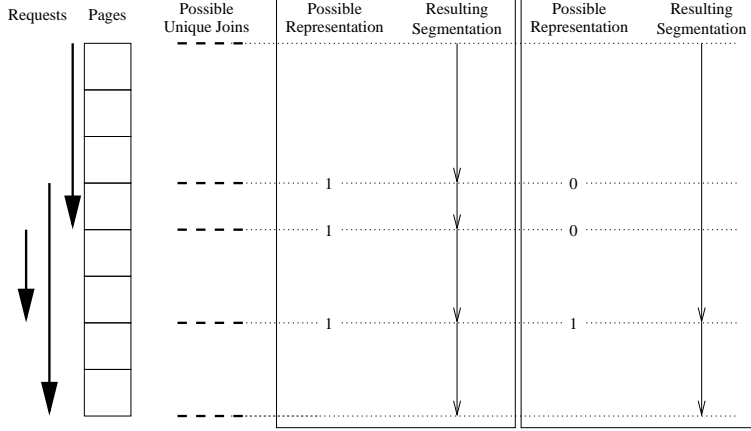 Requests
Pages
Possible
Unique Joins
Possible
Representation
Resulting
Segmentation
Possible
Representation
Resulting
Segmentation
1
0
1
0
1
1